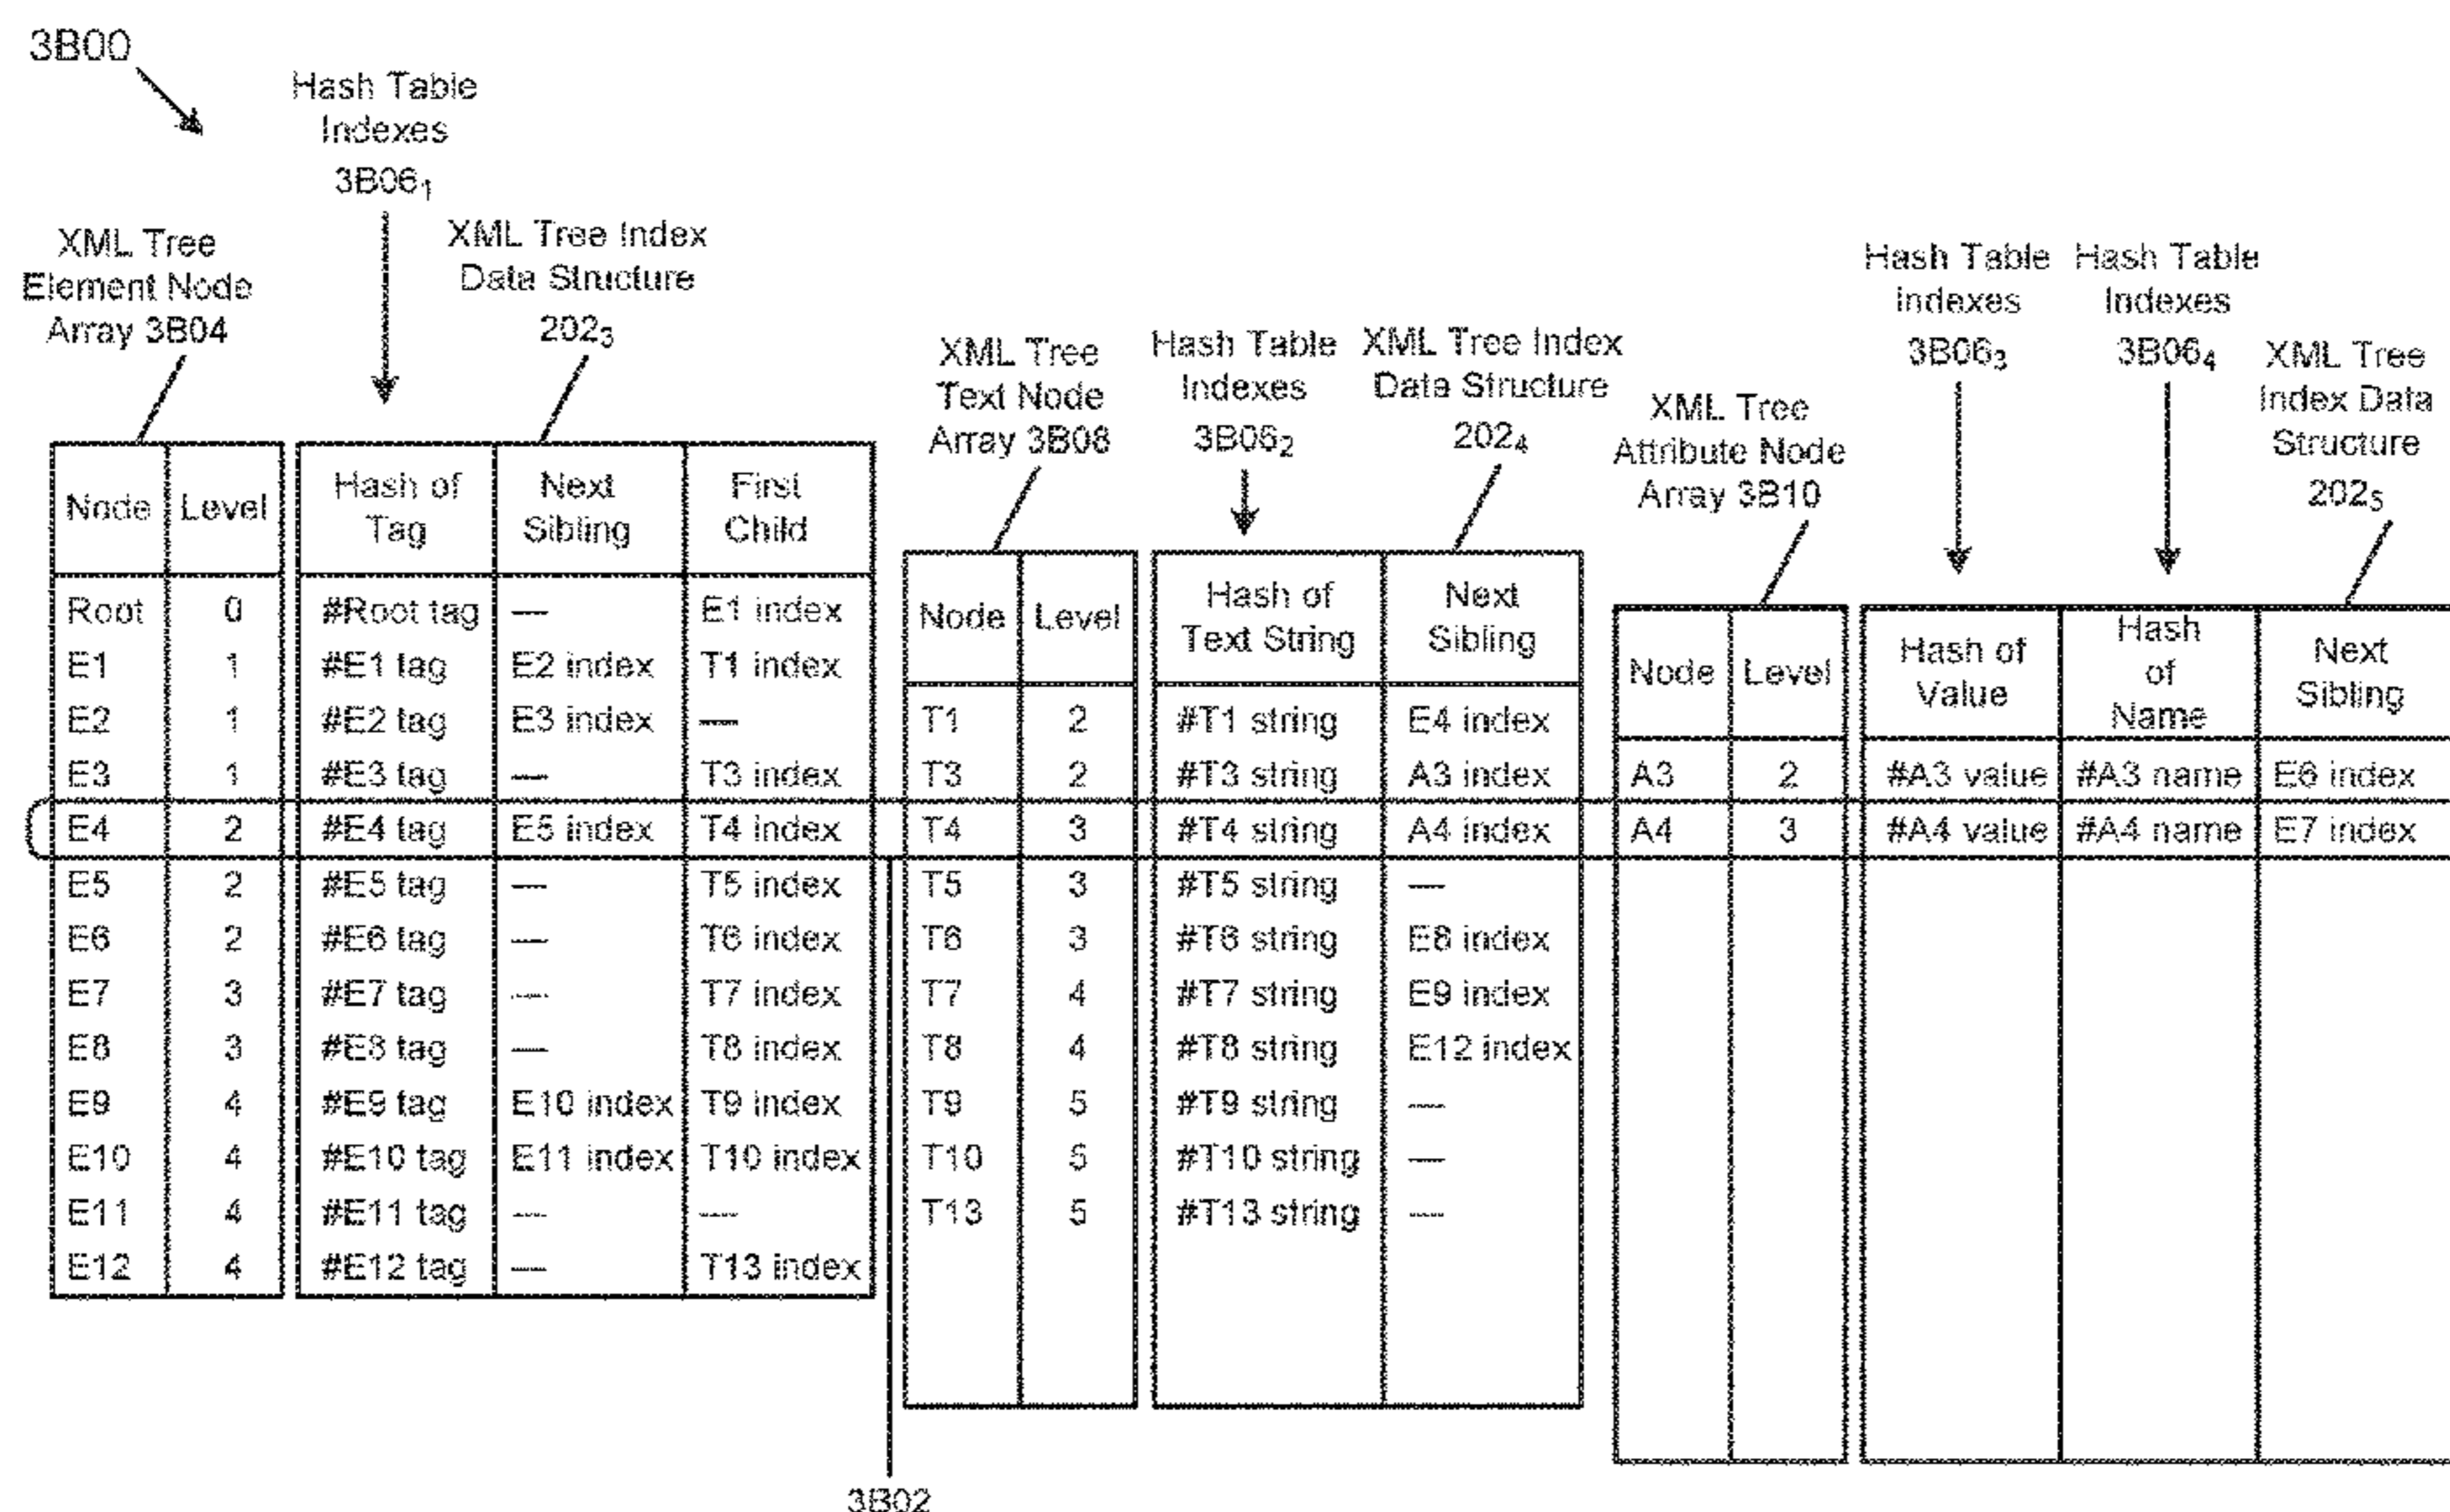 3B00
Hash Table
Indexes
3B06₁
XML Tree
Element Node
Array 3B04
XML Tree Index
Data Structure
202₃
XML Tree
Text Node
Array 3B08
Hash Table
Indexes
3B06₂
XML Tree Index
Data Structure
202₄
XML Tree
Attribute Node
Array 3B10
Hash Table
Indexes
3B06₃
Hash Table
Indexes
3B06₄
XML Tree
Index Data
Structure
202₅
Node Level Hash of Tag Next Sibling First Child
Root 0 #Root tag — E1 index
E1 1 #E1 tag E2 index T1 index
E2 1 #E2 tag E3 index —
E3 1 #E3 tag — T3 index
E4 2 #E4 tag E5 index T4 index
E5 2 #E5 tag — T5 index
E6 2 #E6 tag — T6 index
E7 3 #E7 tag — T7 index
E8 3 #E8 tag — T8 index
E9 4 #E9 tag E10 index T9 index
E10 4 #E10 tag E11 index T10 index
E11 4 #E11 tag — —
E12 4 #E12 tag — T13 index
Node Level Hash of Text String Next Sibling
T1 2 #T1 string E4 index
T3 2 #T3 string A3 index
T4 3 #T4 string A4 index
T5 3 #T5 string —
T6 3 #T6 string E8 index
T7 4 #T7 string E9 index
T8 4 #T8 string E12 index
T9 5 #T9 string —
T10 5 #T10 string —
T13 5 #T13 string —
Node Level Hash of Value Hash of Name Next Sibling
A3 2 #A3 value #A3 name E6 index
A4 3 #A4 value #A4 name E7 index
3B02